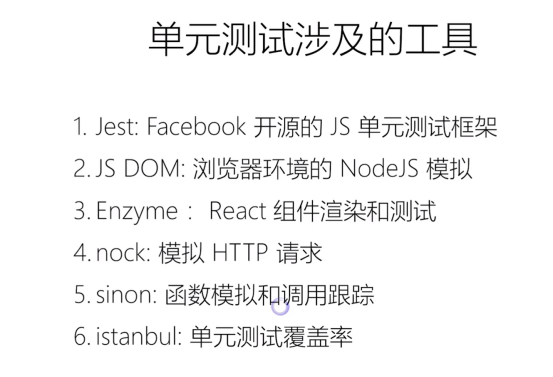 单元测试涉及的工具
1. Jest: Facebook 开源的 JS 单元测试框架
2. JS DOM: 浏览器环境的 NodeJS 模拟
3. Enzyme : React 组件渲染和测试
4. nock: 模拟 HTTP 请求
5. sinon: 函数模拟和调用跟踪
6. istanbul: 单元测试覆盖率